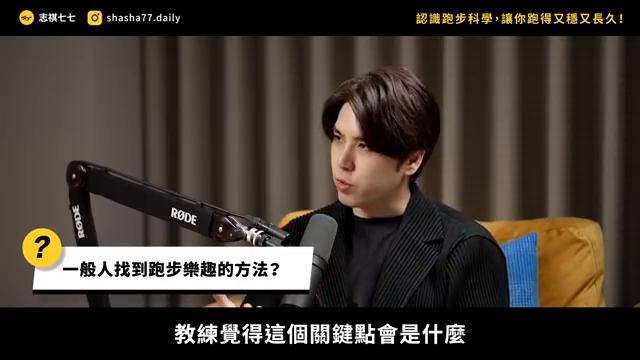 志祺七七
shasha77.daily
認識跑步科學，讓你跑得又穩又長久！
RØDE
RØDE
?
一般人找到跑步樂趣的方法？
教練覺得這個關鍵點會是什麼